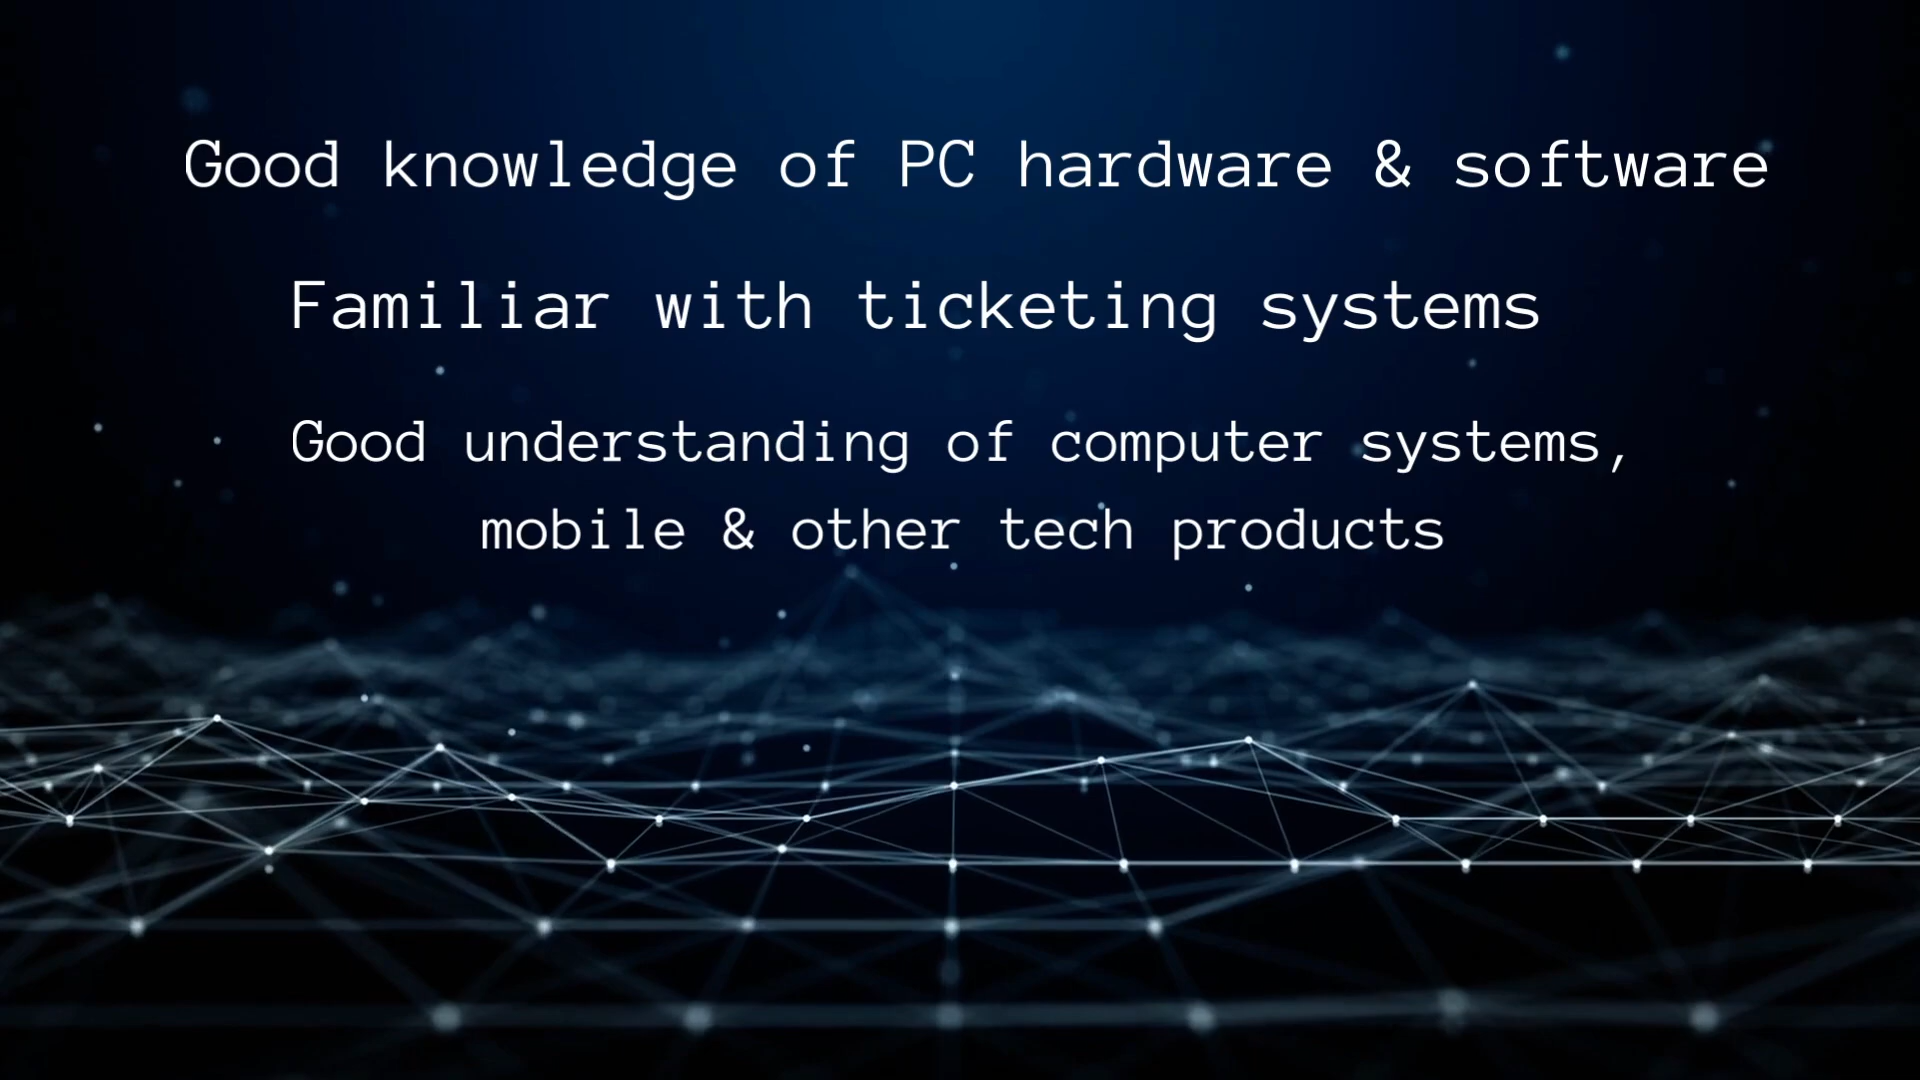 Good knowledge of PC hardware & software
Familiar with ticketing systems
Good understanding of computer systems,
mobile & other tech products